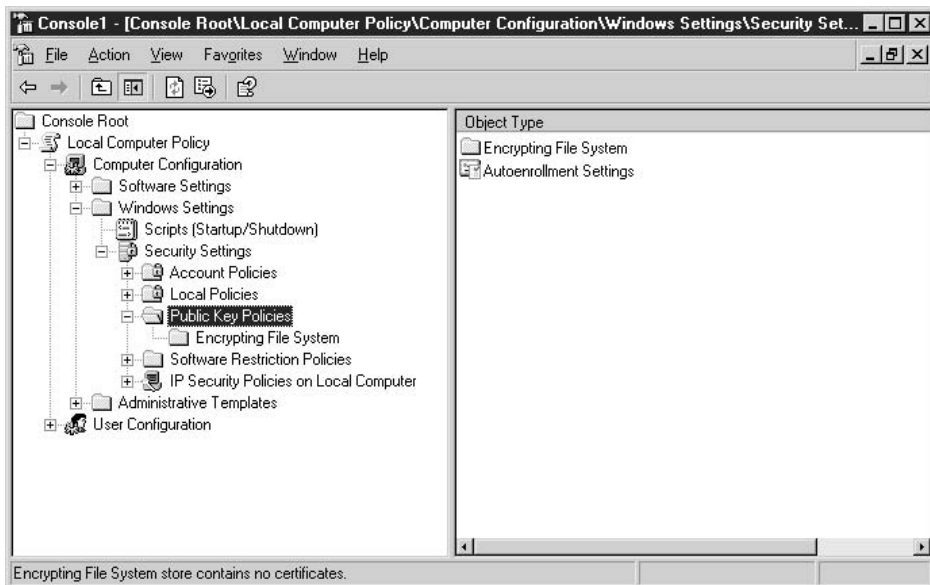 Console1 - [Console Root\Local Computer Policy\Computer Configuration\Windows Settings\Security Set...
File Action View Favorites Window Help
Console Root
Local Computer Policy
Computer Configuration
Software Settings
Windows Settings
Scripts (Startup/Shutdown)
Security Settings
Account Policies
Local Policies
Public Key Policies
Encrypting File System
Software Restriction Policies
IP Security Policies on Local Computer
Administrative Templates
User Configuration
Object Type
Encrypting File System
Autoenrollment Settings
Encrypting File System store contains no certificates.